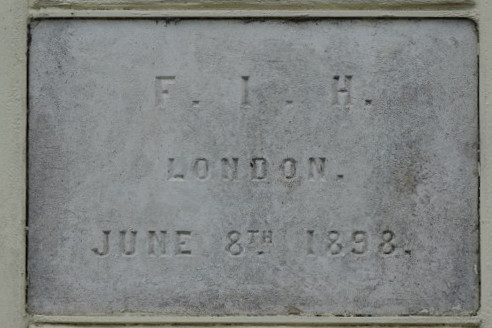 F. I. H.
LONDON.
JUNE 8TH 1898.